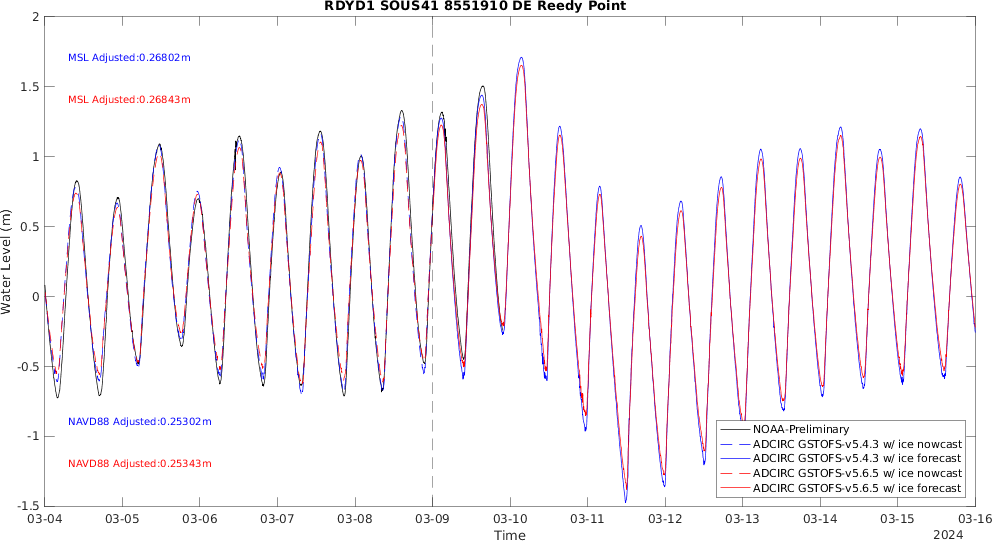 RDYD1 SOUS41 8551910 DE Reedy Point
Water Level (m)
2
1.5
1
0.5
0
-0.5
-1
-1.5
MSL Adjusted:0.26802m
MSL Adjusted:0.26843m
NAVD88 Adjusted:0.25302m
NAVD88 Adjusted:0.25343m
NOAA-Preliminary
ADCIRC GSTOFS-v5.4.3 w/ ice nowcast
ADCIRC GSTOFS-v5.4.3 w/ ice forecast
ADCIRC GSTOFS-v5.6.5 w/ ice nowcast
ADCIRC GSTOFS-v5.6.5 w/ ice forecast
03-04 03-05 03-06 03-07 03-08 03-09 03-10 03-11 03-12 03-13 03-14 03-15 03-16
Time
2024